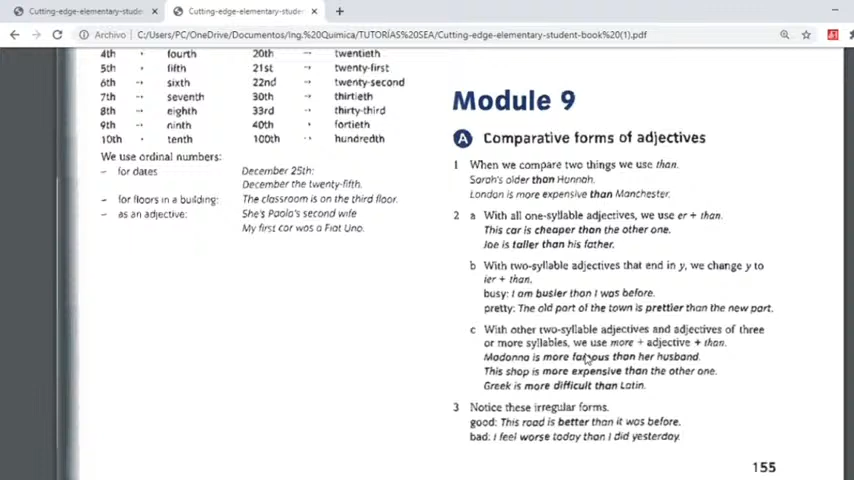 Cutting-edge-elementary-studen
Cutting-edge-elementary-studen
Archivo
C:/Users/PC/OneDrive/Documentos/Ing.%20Quimica/TUTORÍAS%20SEA/Cutting-edge-elementary-student-book%20(1).pdf
4th fourth 20th twentieth
5th fifth 21st twenty-first
6th sixth 22nd twenty-second
7th seventh 30th thirtieth
8th eighth 33rd thirty-third
9th ninth 40th fortieth
10th tenth 100th hundredth
We use ordinal numbers:
– for dates December 25th:
December the twenty-fifth.
– for floors in a building: The classroom is on the third floor.
– as an adjective: She's Paolo's second wife
My first car was a Fiat Uno.
Module 9
A Comparative forms of adjectives
1 When we compare two things we use than.
Sarah's older than Hannah.
London is more expensive than Manchester.
2 a With all one-syllable adjectives, we use er + than.
This car is cheaper than the other one.
Joe is taller than his father.
b With two-syllable adjectives that end in y, we change y to
ier + than.
busy: I am busier than I was before.
pretty: The old part of the town is prettier than the new part.
c With other two-syllable adjectives and adjectives of three
or more syllables, we use more + adjective + than.
Madonna is more famous than her husband.
This shop is more expensive than the other one.
Greek is more difficult than Latin.
3 Notice these irregular forms.
good: This road is better than it was before.
bad: I feel worse today than I did yesterday.
155